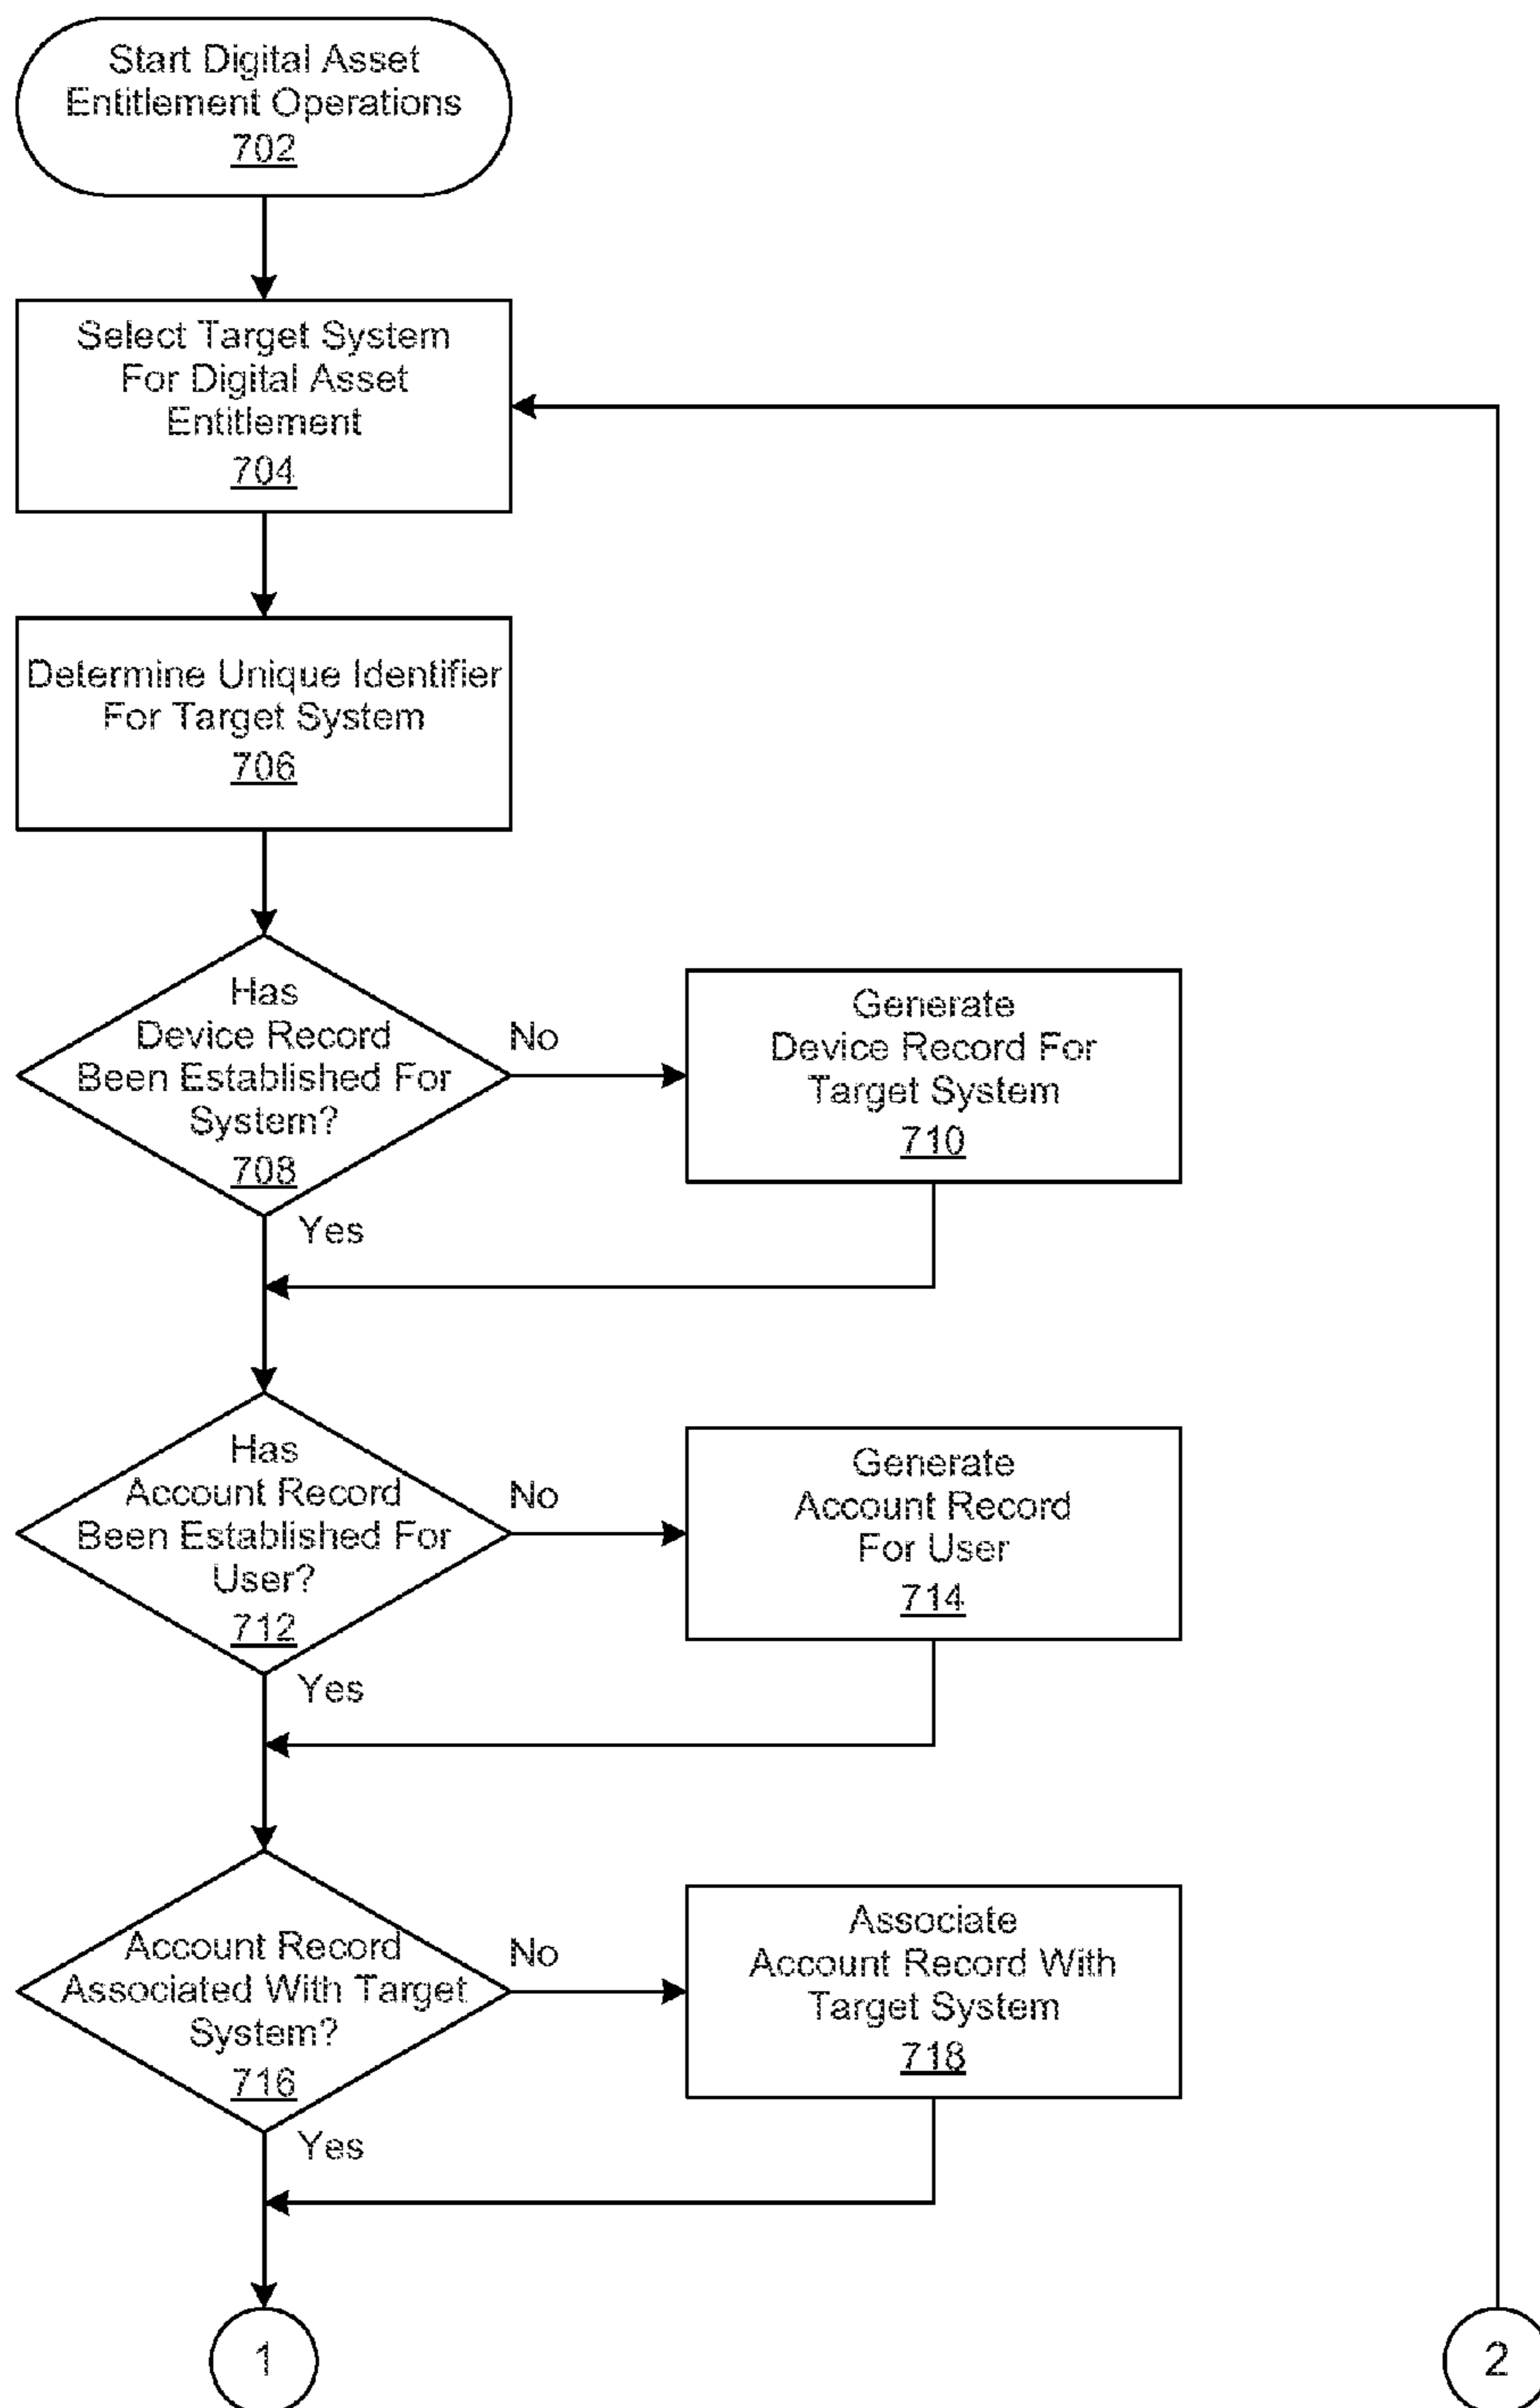 Start Digital Asset
Entitlement Operations
702
Select Target System
For Digital Asset
Entitlement
704
Determine Unique Identifier
For Target System
706
Has
Device Record
Been Established For
System?
708
No
Generate
Device Record For
Target System
710
Yes
Has
Account Record
Been Established For
User?
712
No
Generate
Account Record
For User
714
Yes
Account Record
Associated With Target
System?
716
No
Associate
Account Record With
Target System
718
Yes
1
2